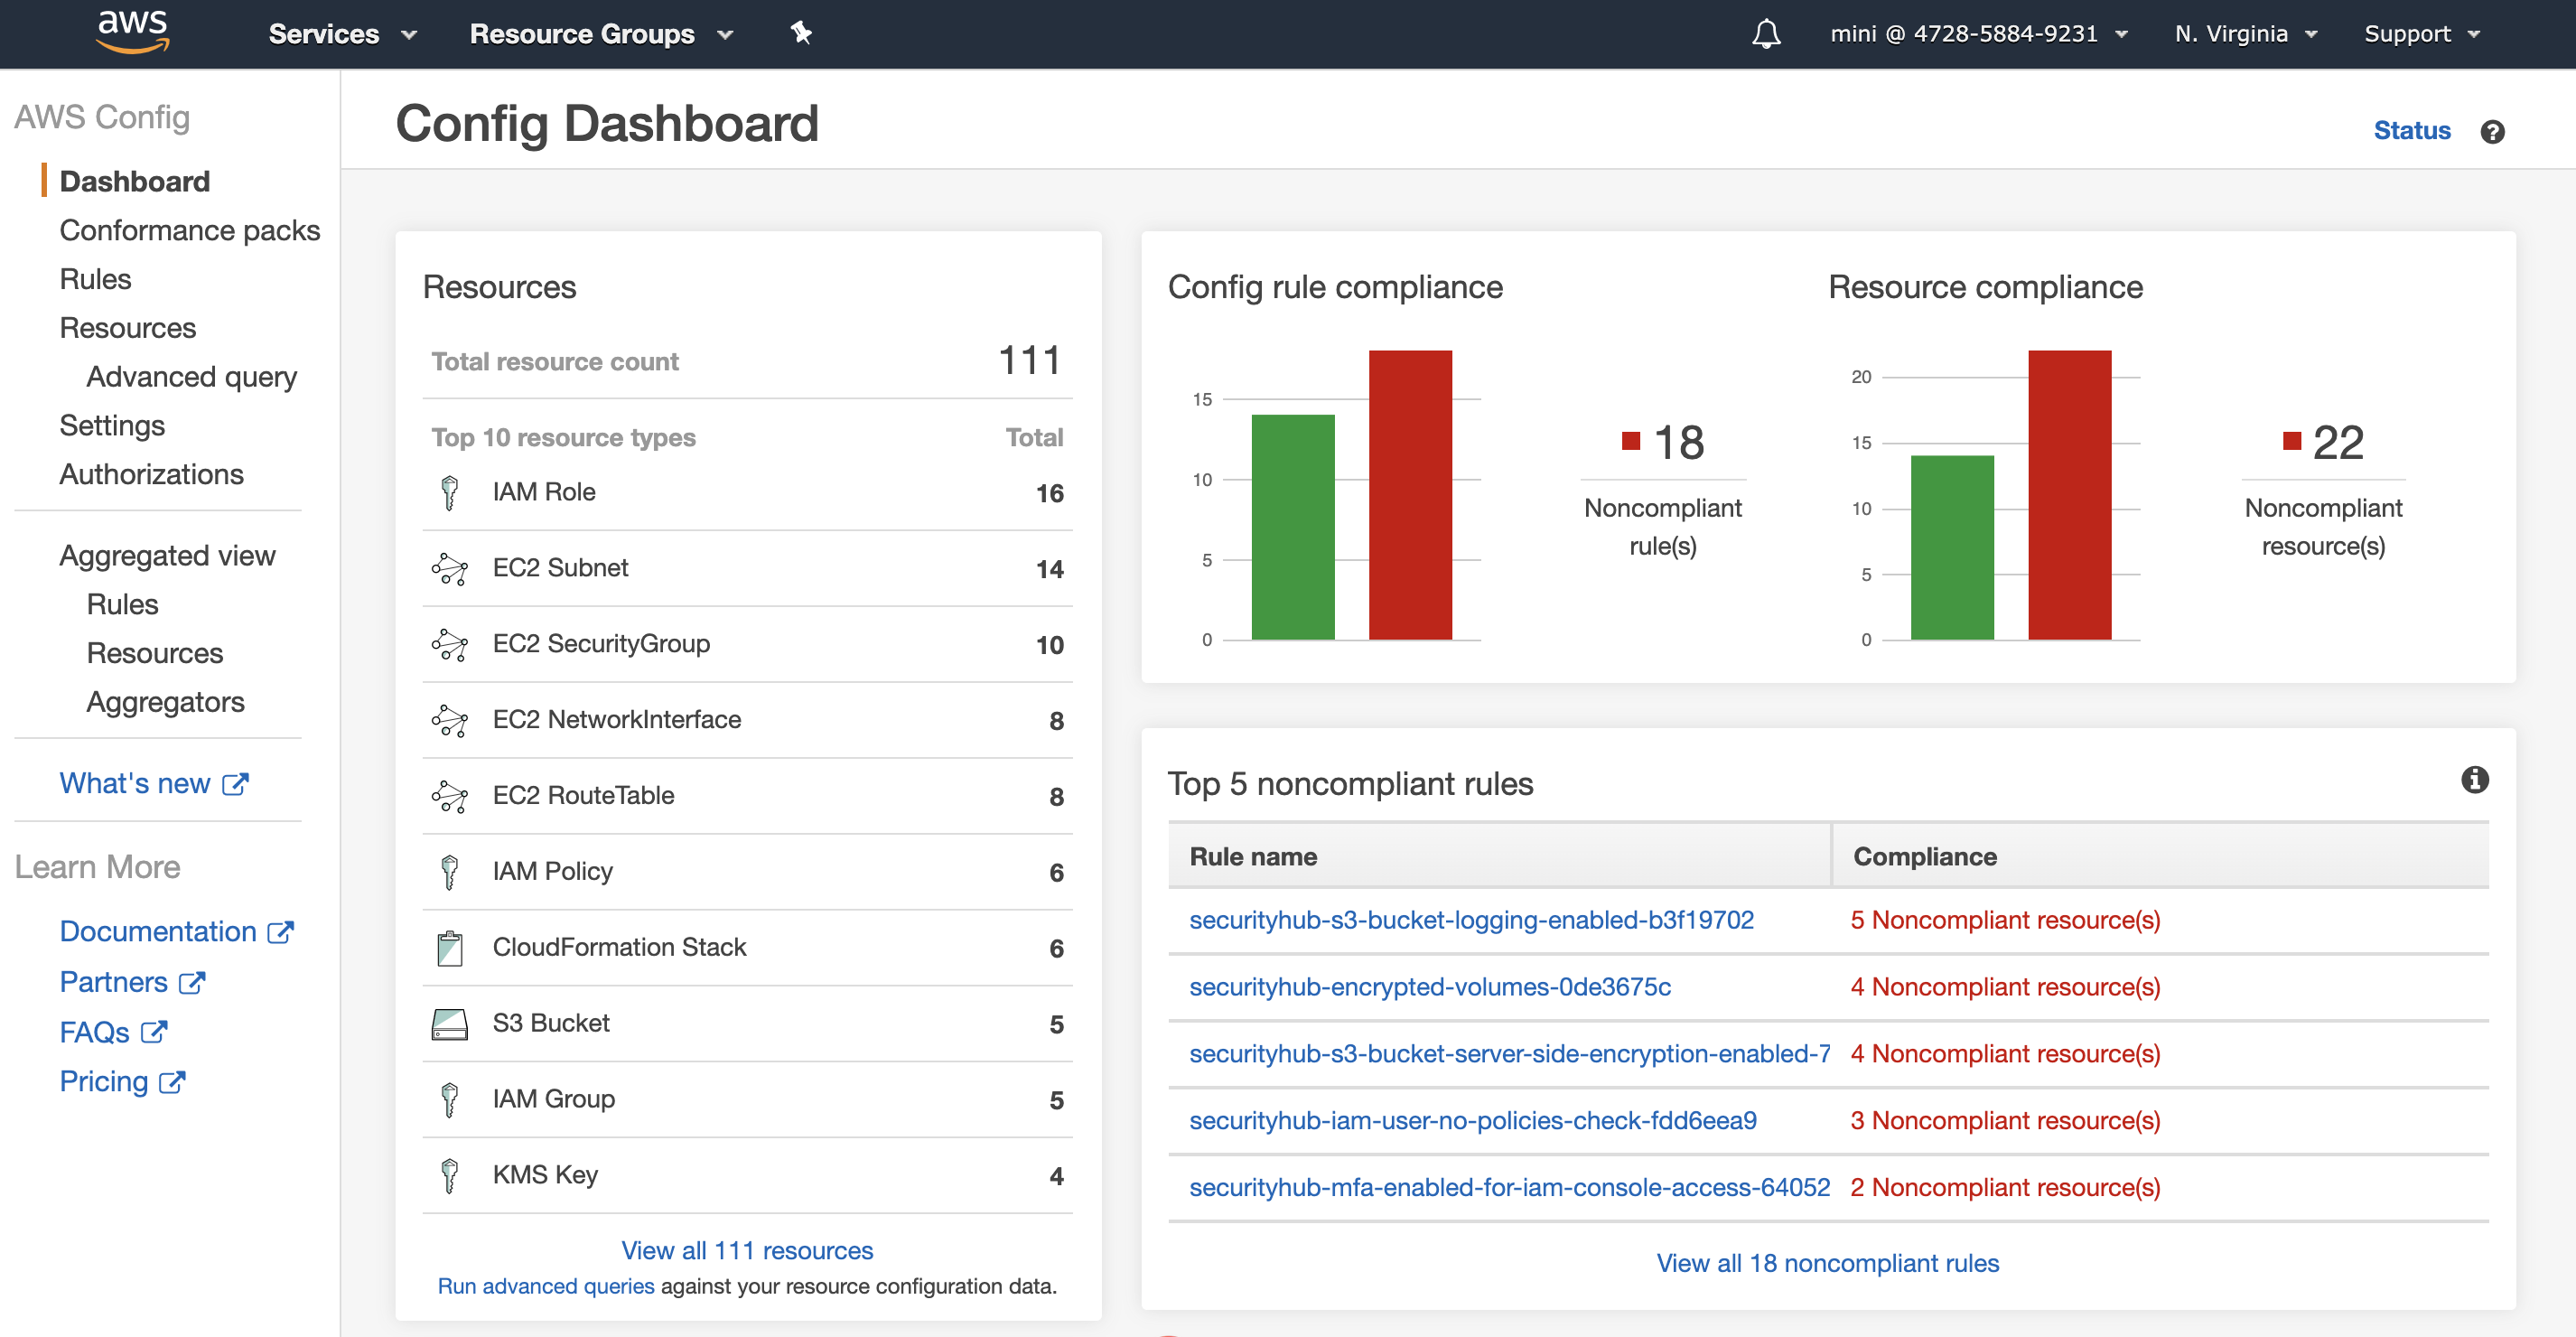 aws
Services
Resource Groups
mini @ 4728-5884-9231
N. Virginia
Support
AWS Config
Dashboard
Conformance packs
Rules
Resources
Advanced query
Settings
Authorizations
Aggregated view
Rules
Resources
Aggregators
What's new
Learn More
Documentation
Partners
FAQs
Pricing
Config Dashboard
Status
?
Resources
Total resource count 111
Top 10 resource types Total
IAM Role 16
EC2 Subnet 14
EC2 SecurityGroup 10
EC2 NetworkInterface 8
EC2 RouteTable 8
IAM Policy 6
CloudFormation Stack 6
S3 Bucket 5
IAM Group 5
KMS Key 4
View all 111 resources
Run advanced queries against your resource configuration data.
Config rule compliance
15
10
5
0
18
Noncompliant
rule(s)
Resource compliance
20
15
10
5
0
22
Noncompliant
resource(s)
Top 5 noncompliant rules
i
Rule name Compliance
securityhub-s3-bucket-logging-enabled-b3f19702 5 Noncompliant resource(s)
securityhub-encrypted-volumes-0de3675c 4 Noncompliant resource(s)
securityhub-s3-bucket-server-side-encryption-enabled-7 4 Noncompliant resource(s)
securityhub-iam-user-no-policies-check-fdd6eea9 3 Noncompliant resource(s)
securityhub-mfa-enabled-for-iam-console-access-64052 2 Noncompliant resource(s)
View all 18 noncompliant rules